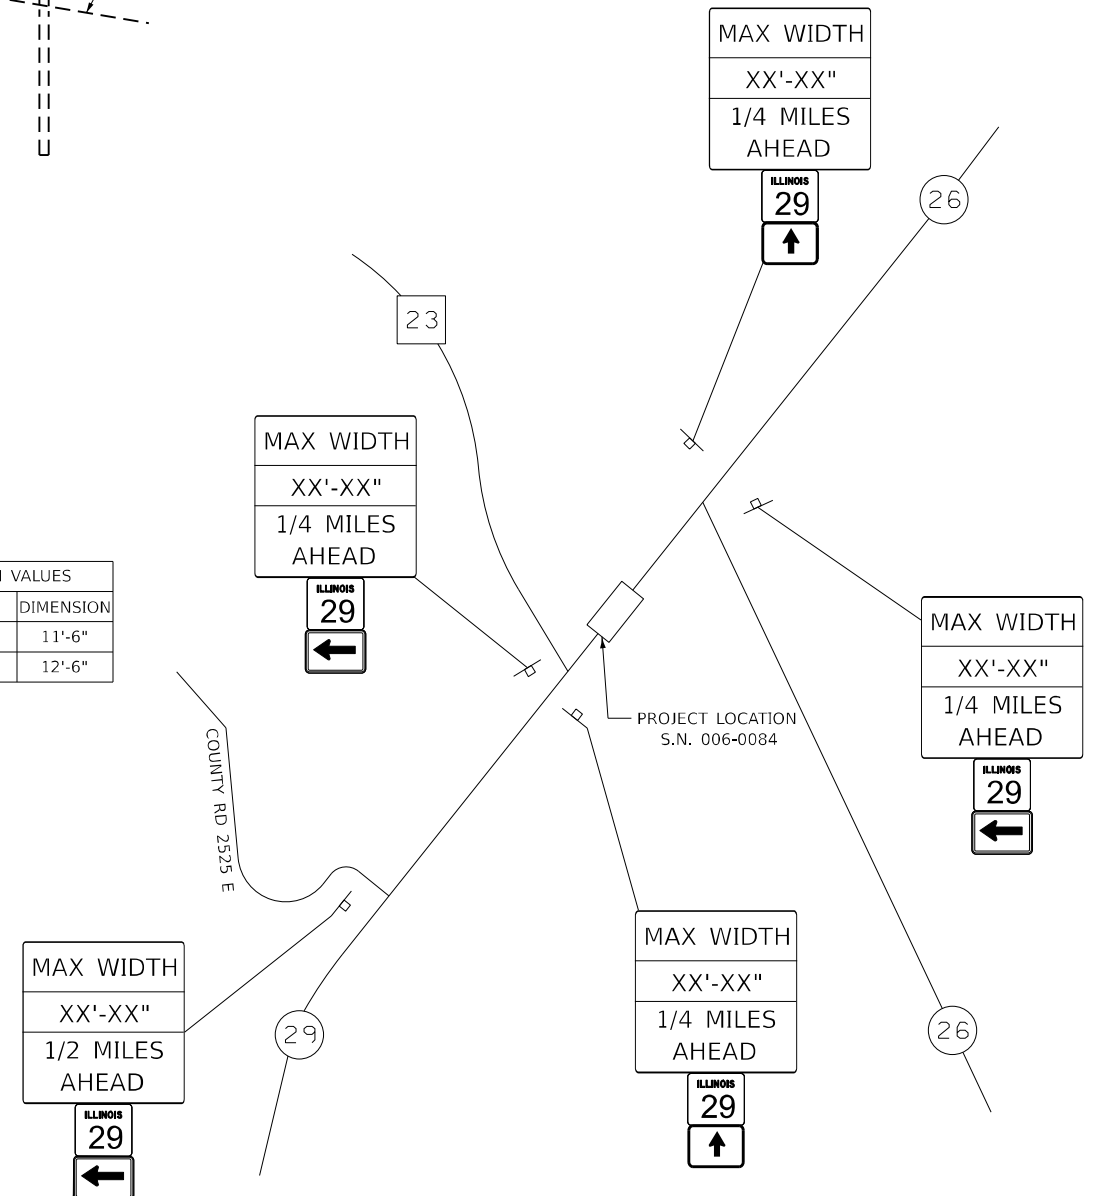 MAX WIDTH
XX'-XX"
1/4 MILES
AHEAD
ILLINOIS
29
26
23
MAX WIDTH
XX'-XX"
1/4 MILES
AHEAD
ILLINOIS
29
VALUES
DIMENSION
11'-6"
12'-6"
MAX WIDTH
XX'-XX"
1/4 MILES
AHEAD
ILLINOIS
29
PROJECT LOCATION
S.N. 006-0084
COUNTY RD 2525 E
MAX WIDTH
XX'-XX"
1/4 MILES
AHEAD
ILLINOIS
29
MAX WIDTH
XX'-XX"
1/2 MILES
AHEAD
ILLINOIS
29
29
26